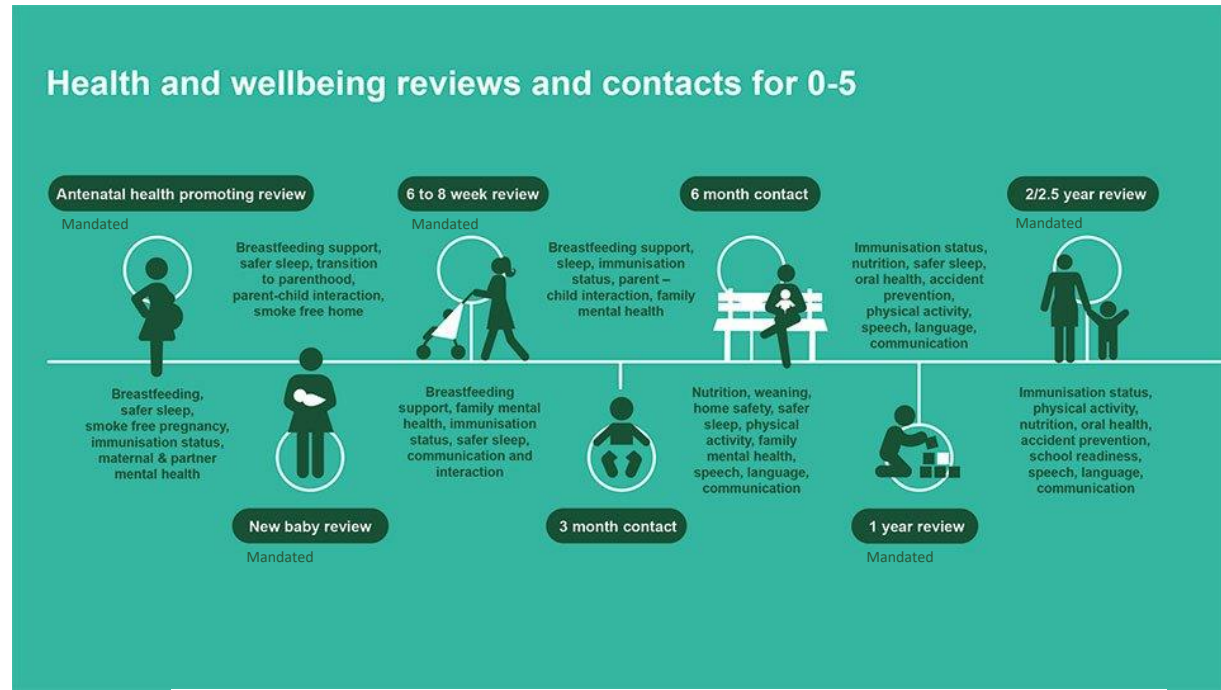 Health and wellbeing reviews and contacts for 0-5
Antenatal health promoting review
Mandated
Breastfeeding,
safer sleep,
smoke free pregnancy,
immunisation status,
maternal & partner
mental health
Breastfeeding support,
safer sleep, transition
to parenthood,
parent-child interaction,
smoke free home
New baby review
Mandated
6 to 8 week review
Mandated
Breastfeeding
support, family mental
health, immunisation
status, safer sleep,
communication and
interaction
Breastfeeding support,
sleep, immunisation
status, parent –
child interaction, family
mental health
3 month contact
6 month contact
Nutrition, weaning,
home safety, safer
sleep, physical
activity, family
mental health,
speech, language,
communication
Immunisation status,
nutrition, safer sleep,
oral health, accident
prevention,
physical activity,
speech, language,
communication
1 year review
Mandated
2/2.5 year review
Mandated
Immunisation status,
physical activity,
nutrition, oral health,
accident prevention,
school readiness,
speech, language,
communication